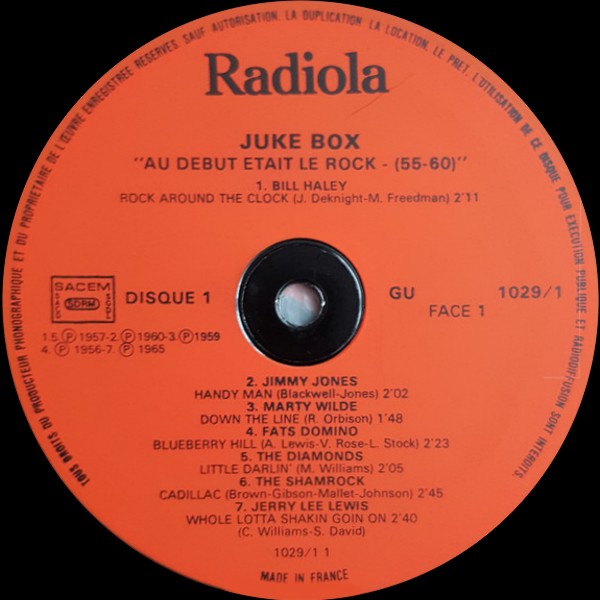 TOUS DROITS DU PRODUCTEUR PHONOGRAPHIQUE ET DU PROPRIETAIRE DE L'ŒUVRE ENREGISTREE RESERVES. SAUF AUTORISATION. LA DUPLICATION, LA LOCATION, LE PRET, L'UTILISATION DE CE DISQUE POUR EXECUTION PUBLIQUE ET RADIODIFFUSION SONT INTERDITS.
Radiola
JUKE BOX
"AU DEBUT ETAIT LE ROCK - (55-60)"
1. BILL HALEY
ROCK AROUND THE CLOCK (J. Deknight-M. Freedman) 2'11
SACEM
SACD SDRM SGDL
DISQUE 1
GU 1029/1
FACE 1
1.5. Ⓟ 1957-2. Ⓟ 1960-3. Ⓟ 1959
4. Ⓟ 1956-7. Ⓟ 1965
2. JIMMY JONES
HANDY MAN (Blackwell-Jones) 2'02
3. MARTY WILDE
DOWN THE LINE (R. Orbison) 1'48
4. FATS DOMINO
BLUEBERRY HILL (A. Lewis-V. Rose-L. Stock) 2'23
5. THE DIAMONDS
LITTLE DARLIN' (M. Williams) 2'05
6. THE SHAMROCK
CADILLAC (Brown-Gibson-Mallet-Johnson) 2'45
7. JERRY LEE LEWIS
WHOLE LOTTA SHAKIN GOIN ON 2'40
(C. Williams-S. David)
1029/1 1
MADE IN FRANCE